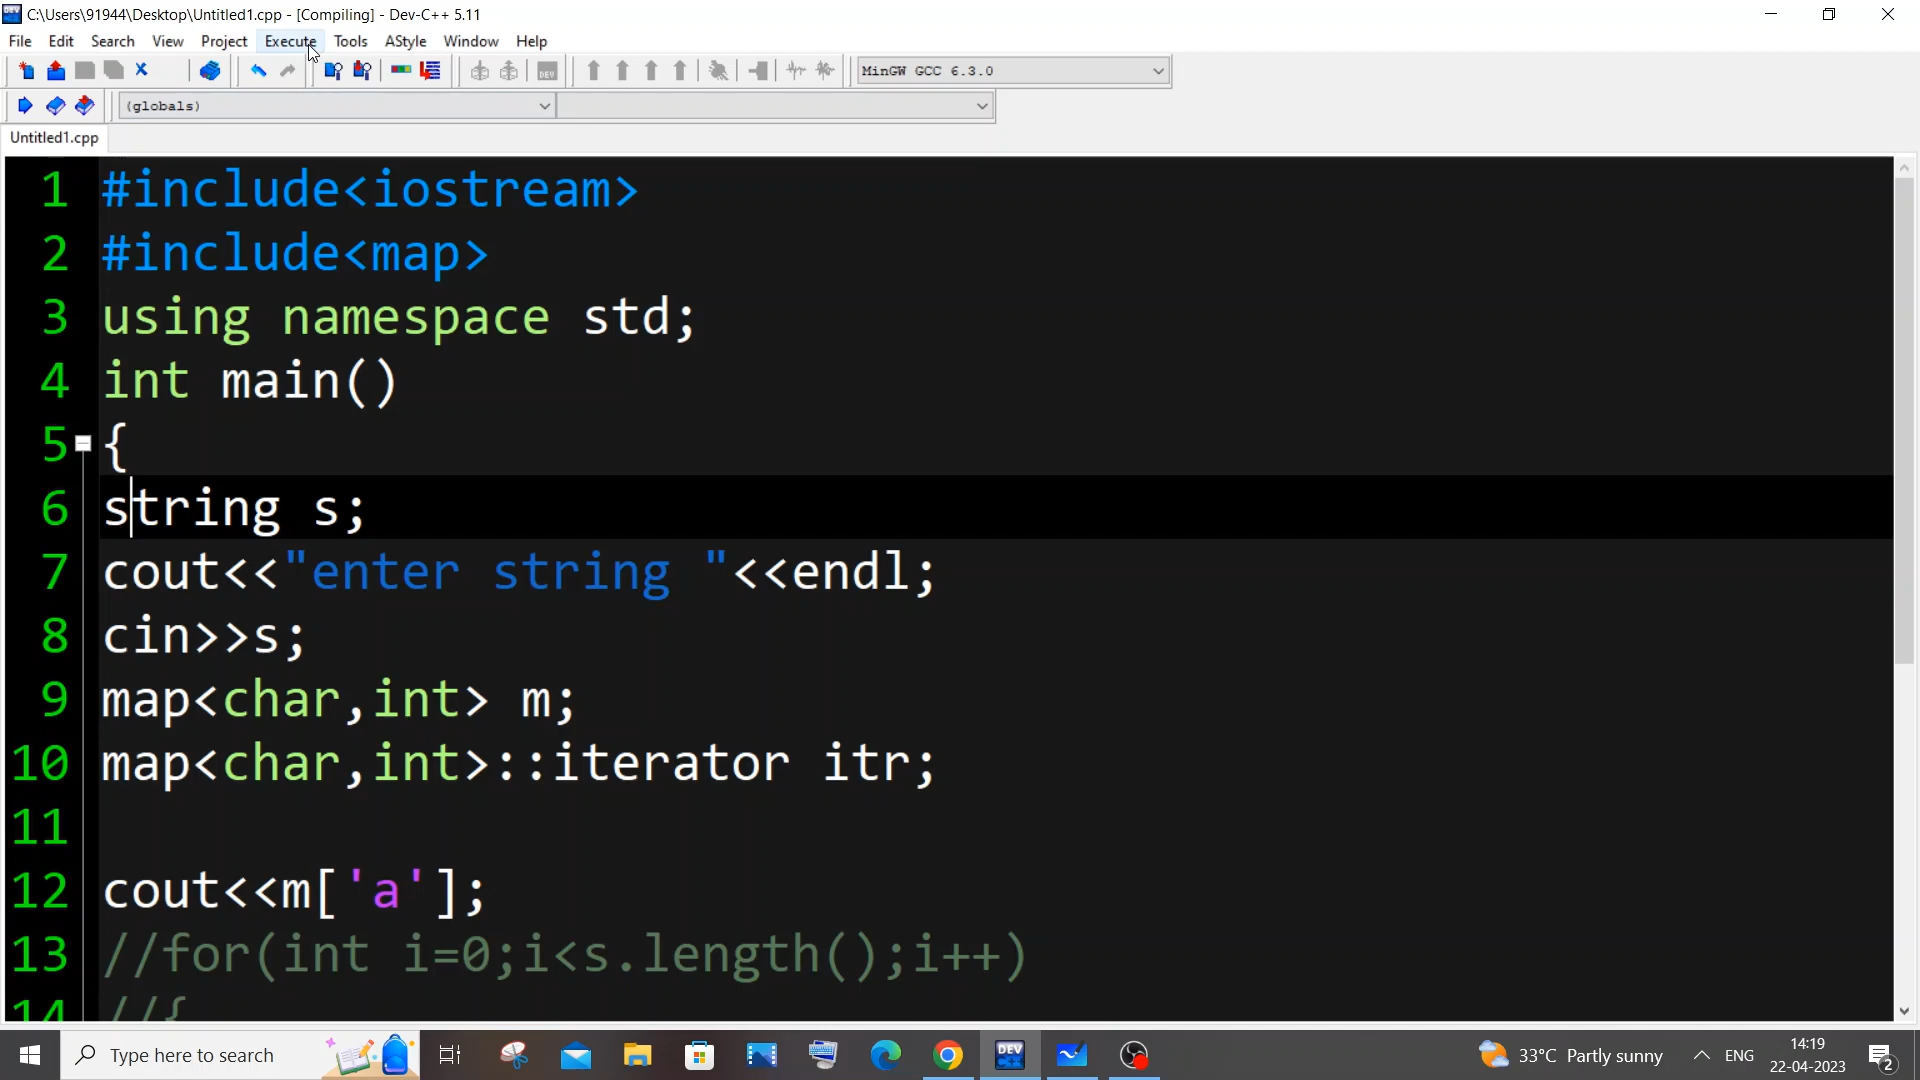 C:\Users\91944\Desktop\Untitled1.cpp - [Compiling] - Dev-C++ 5.11
File Edit Search View Project Execute Tools AStyle Window Help
MinGW GCC 6.3.0
(globals)
Untitled1.cpp
1 #include<iostream>
2 #include<map>
3 using namespace std;
4 int main()
5 {
6 string s;
7 cout<<"enter string "<<endl;
8 cin>>s;
9 map<char,int> m;
10 map<char,int>::iterator itr;
11
12 cout<<m['a'];
13 //for(int i=0;i<s.length();i++)
14 //{
Type here to search
DEV C++
33°C Partly sunny
ENG
14:19
22-04-2023
2